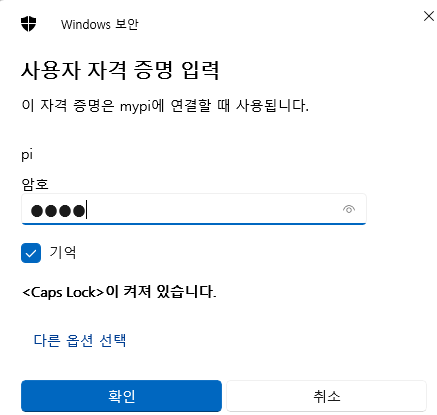 Windows 보안
사용자 자격 증명 입력
이 자격 증명은 mypi에 연결할 때 사용됩니다.
pi
암호
●●●●
기억
<Caps Lock>이 켜져 있습니다.
다른 옵션 선택
확인
취소